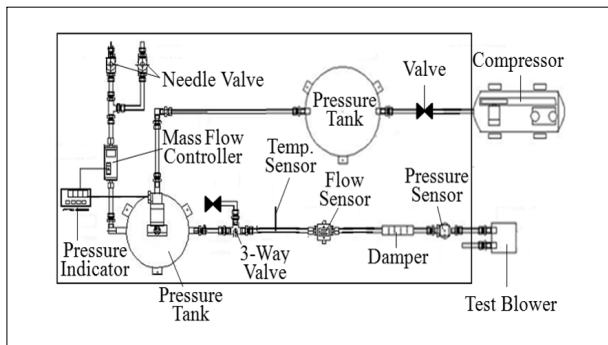 Compressor
Valve
Needle Valve
Pressure
Tank
Mass Flow
Controller
Temp.
Sensor
Flow
Sensor
Pressure
Sensor
Pressure
Indicator
3-Way
Valve
Damper
Pressure
Tank
Test Blower